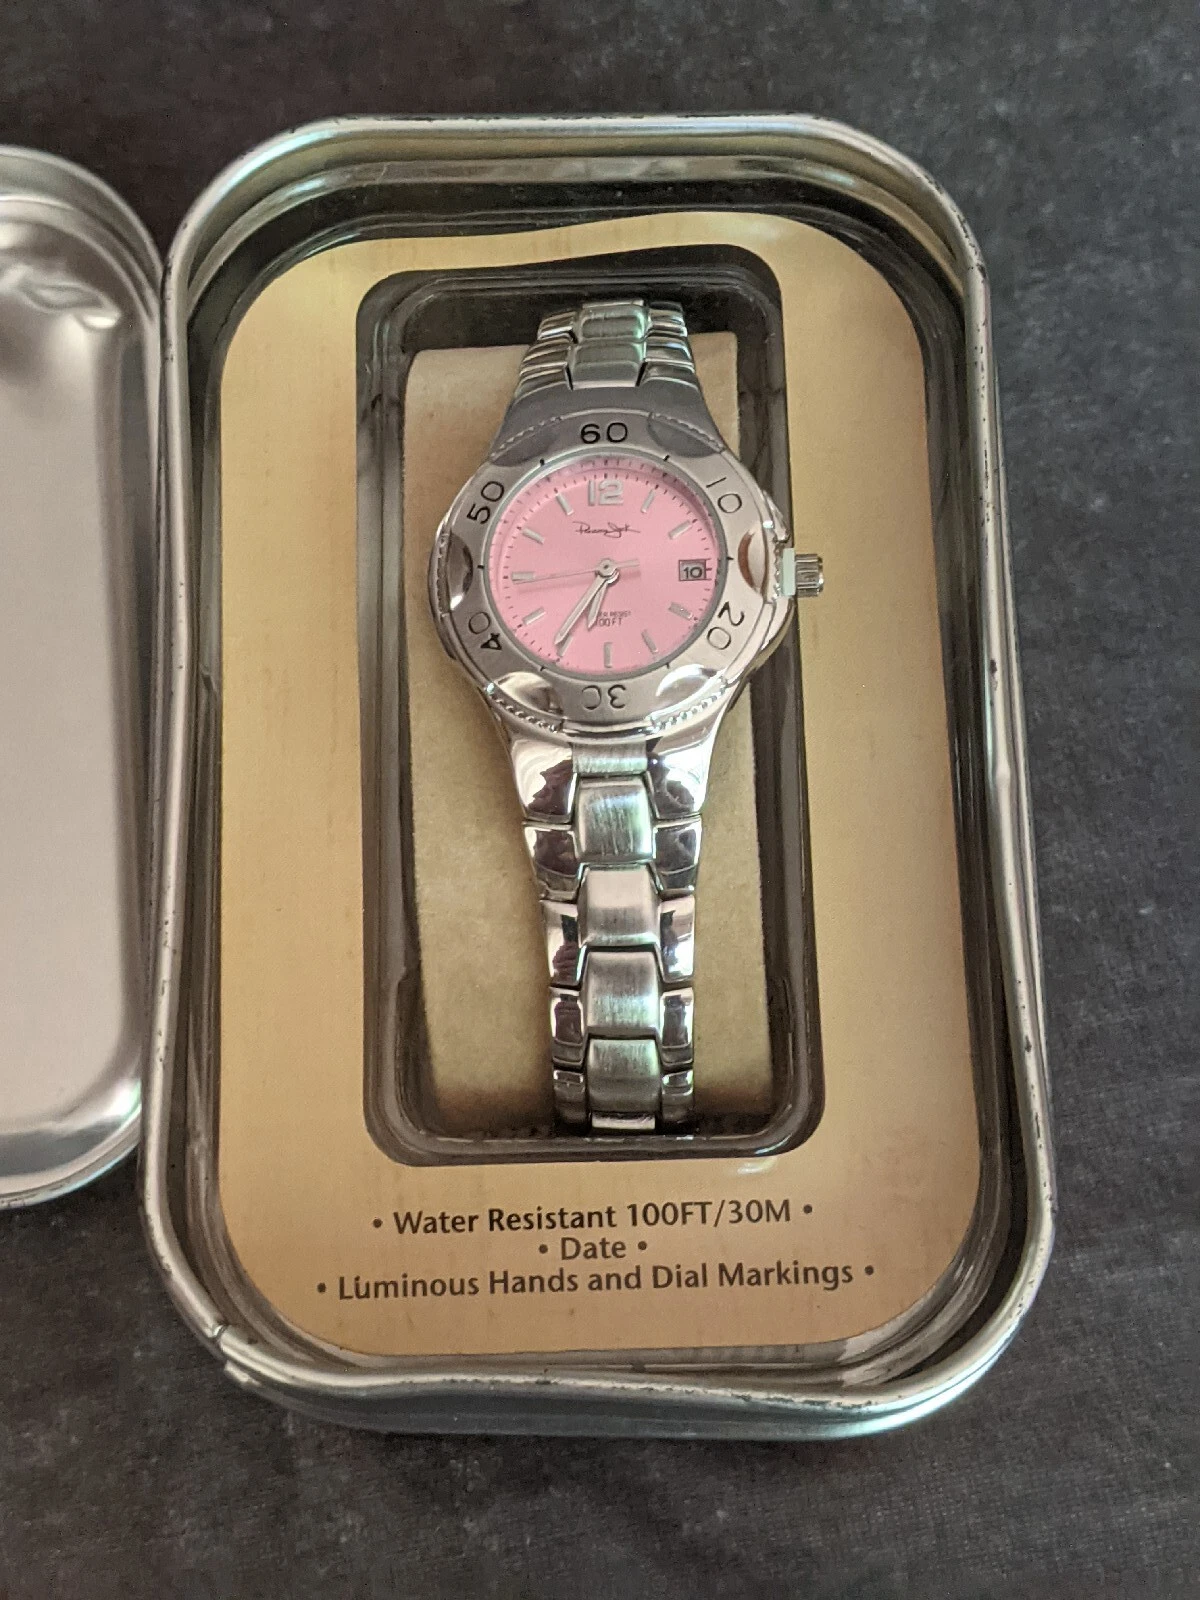 60
50
10
12
10
40
20
RESIST
100FT
30
• Water Resistant 100FT/30M •
• Date •
• Luminous Hands and Dial Markings •